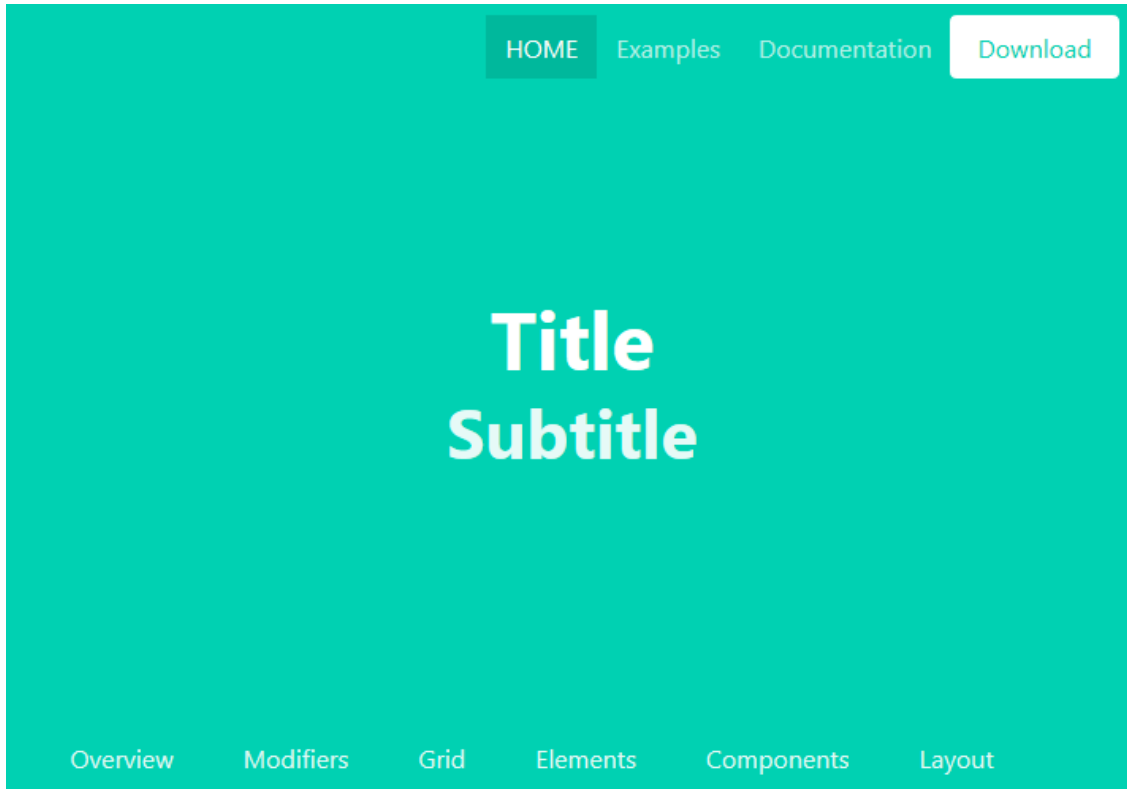 HOME Examples Documentation Download
Title
Subtitle
Overview Modifiers Grid Elements Components Layout